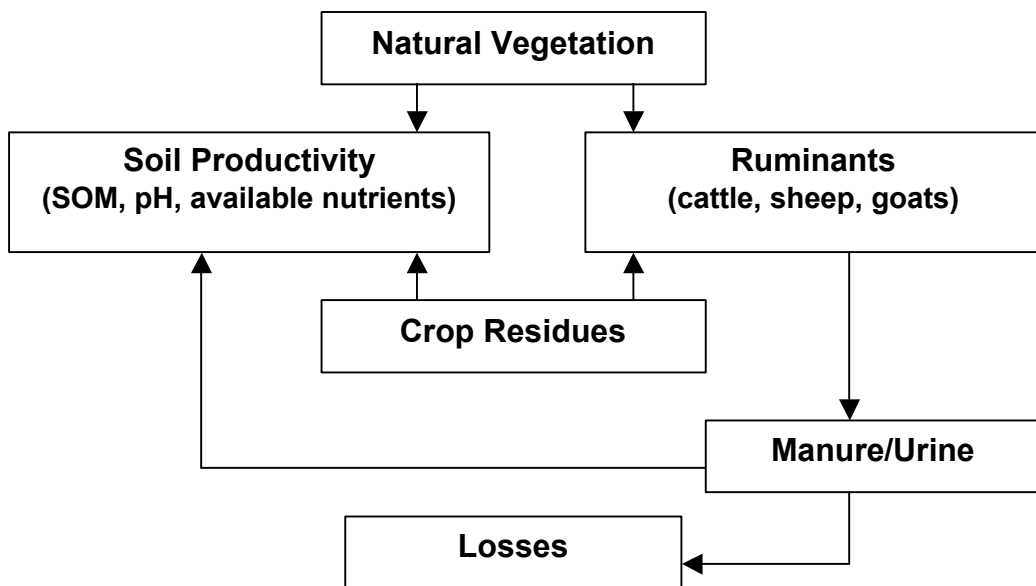 Natural Vegetation
Soil Productivity
(SOM, pH, available nutrients)
Ruminants
(cattle, sheep, goats)
Crop Residues
Manure/Urine
Losses